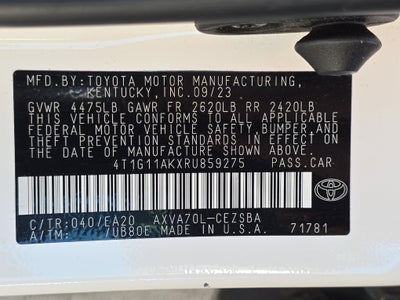 MFD.BY:TOYOTA MOTOR MANUFACTURING,
KENTUCKY,INC.09/23
GVWR 4475LB GAWR FR 2620LB RR 2420LB
THIS VEHICLE CONFORMS TO ALL APPLICABLE
FEDERAL MOTOR VEHICLE SAFETY, BUMPER, AND
THEFT PREVENTION STANDARDS IN EFFECT ON
THE DATE OF MANUFACTURE SHOWN ABOVE.
4T1G11AKXRU859275 PASS.CAR
C/TR:040/EA20 AXVA70L-CEZSBA
A/TM: /UB80E MADE IN U.S.A. 71781
TOYOTA